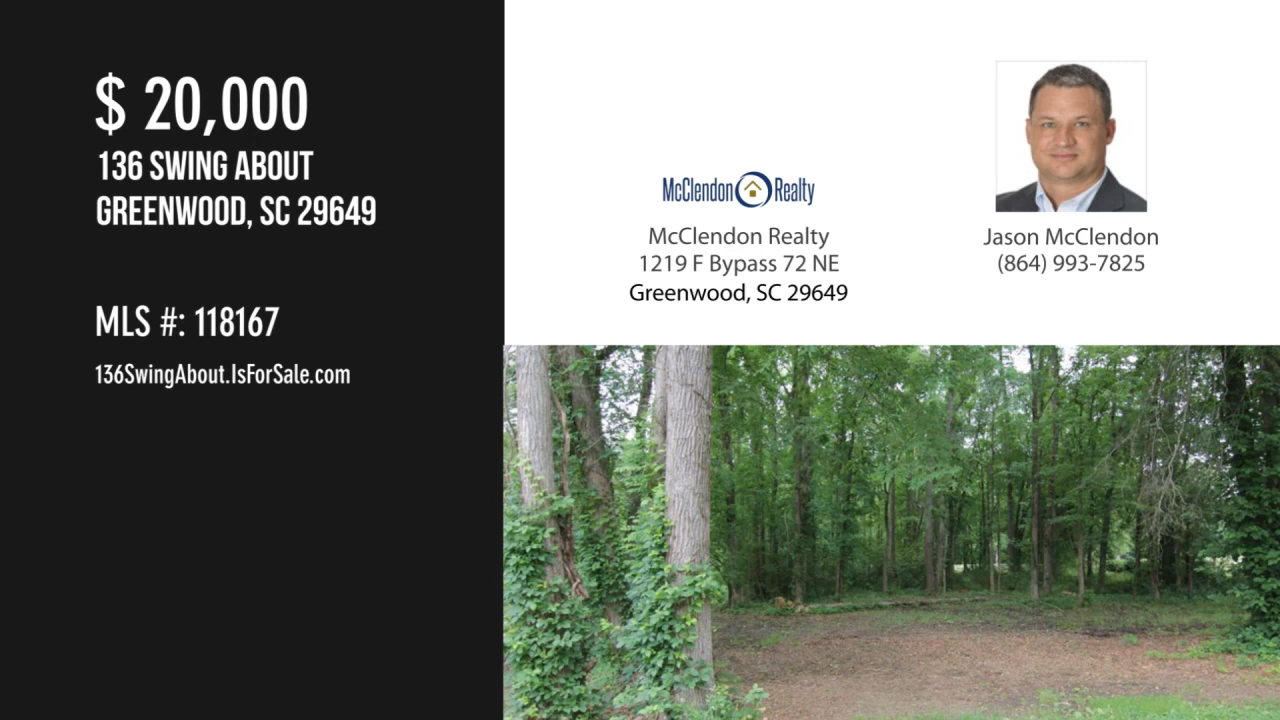 $ 20,000
136 SWING ABOUT
GREENWOOD, SC 29649
MLS #: 118167
136SwingAbout.IsForSale.com
McClendon Realty
McClendon Realty
1219 F Bypass 72 NE
Greenwood, SC 29649
Jason McClendon
(864) 993-7825